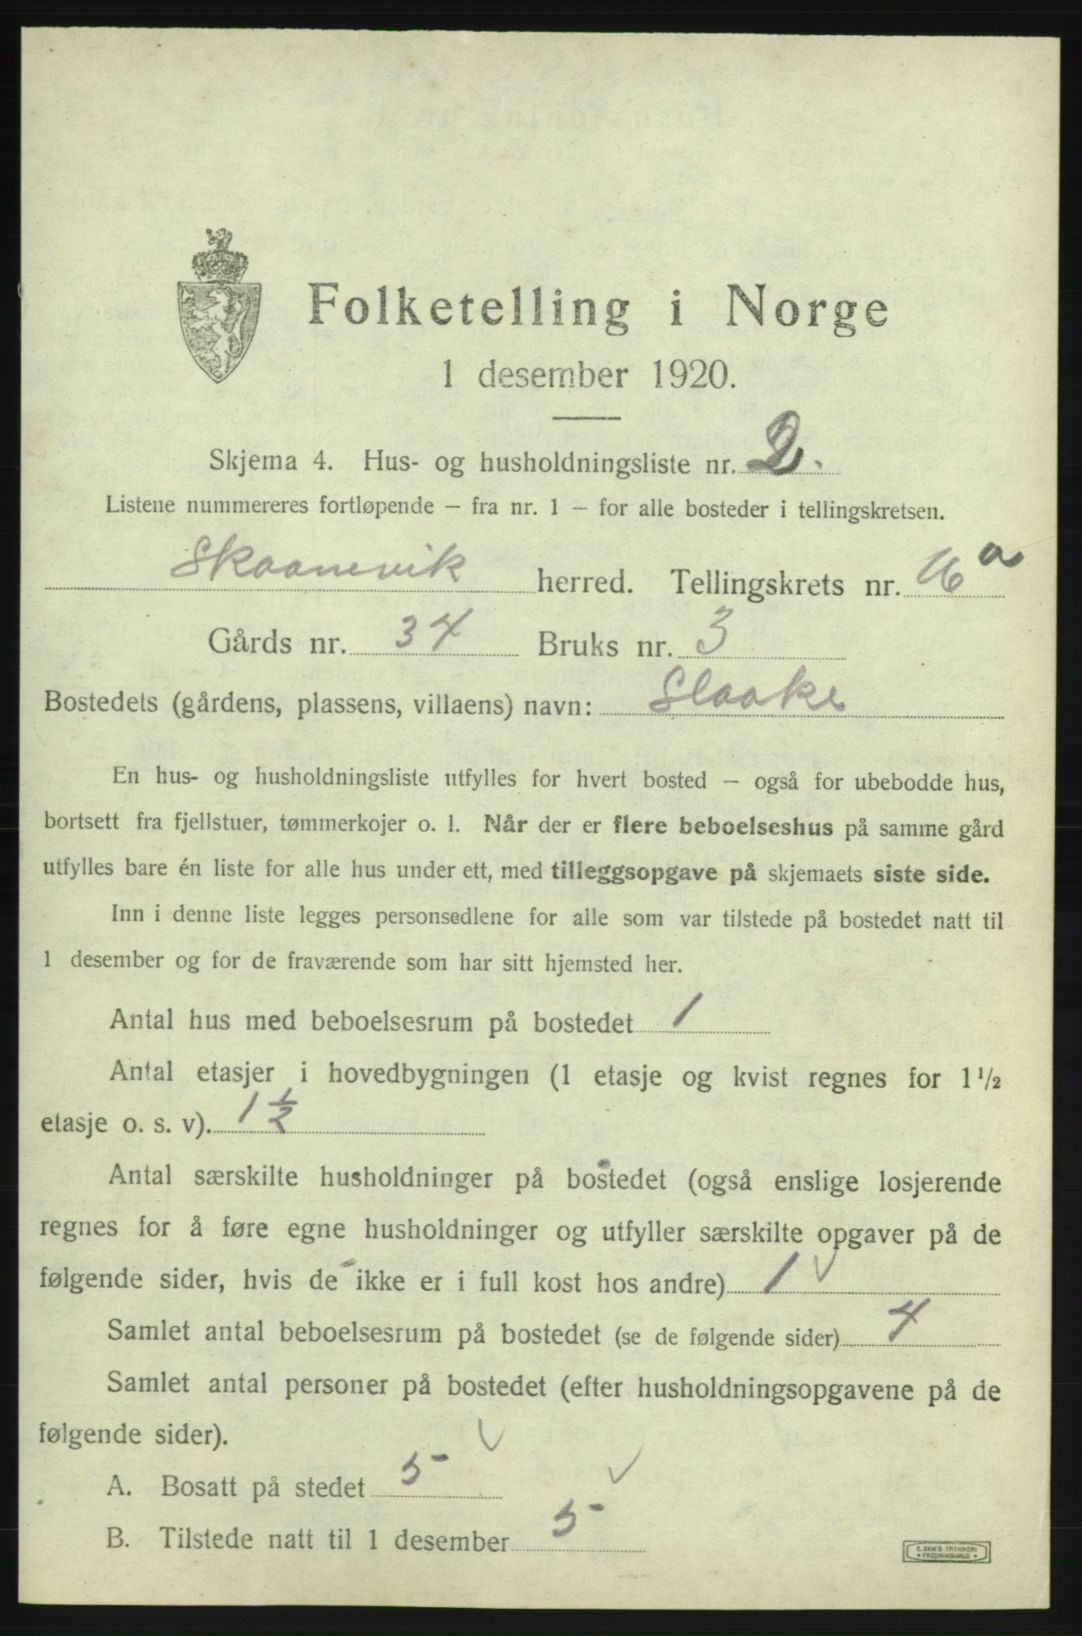 Folketelling i Norge
1 desember 1920.
Skjema 4. Hus- og husholdningsliste nr. 2.
Listene nummereres fortløpende – fra nr. 1 – for alle bosteder i tellingskretsen.
Skaanevik herred. Tellingskrets nr. 16 a
Gårds nr. 34 Bruks nr. 3
Bostedets (gårdens, plassens, villaens) navn: Slaake
En hus- og husholdningsliste utfylles for hvert bosted – også for ubebodde hus,
bortsett fra fjellstuer, tømmerkojer o. l. Når der er flere beboelseshus på samme gård
utfylles bare én liste for alle hus under ett, med tilleggsopgave på skjemaets siste side.
Inn i denne liste legges personsedlene for alle som var tilstede på bostedet natt til
1 desember og for de fraværende som har sitt hjemsted her.
Antal hus med beboelsesrum på bostedet 1
Antal etasjer i hovedbygningen (1 etasje og kvist regnes for 1 1/2
etasje o. s. v). 1 1/2
Antal særskilte husholdninger på bostedet (også enslige losjerende
regnes for å føre egne husholdninger og utfyller særskilte opgaver på de
følgende sider, hvis de ikke er i full kost hos andre) 1 ✓
Samlet antal beboelsesrum på bostedet (se de følgende sider) 4
Samlet antal personer på bostedet (efter husholdningsopgavene på de
følgende sider). ✓
A. Bosatt på stedet 5 ✓
B. Tilstede natt til 1 desember 5